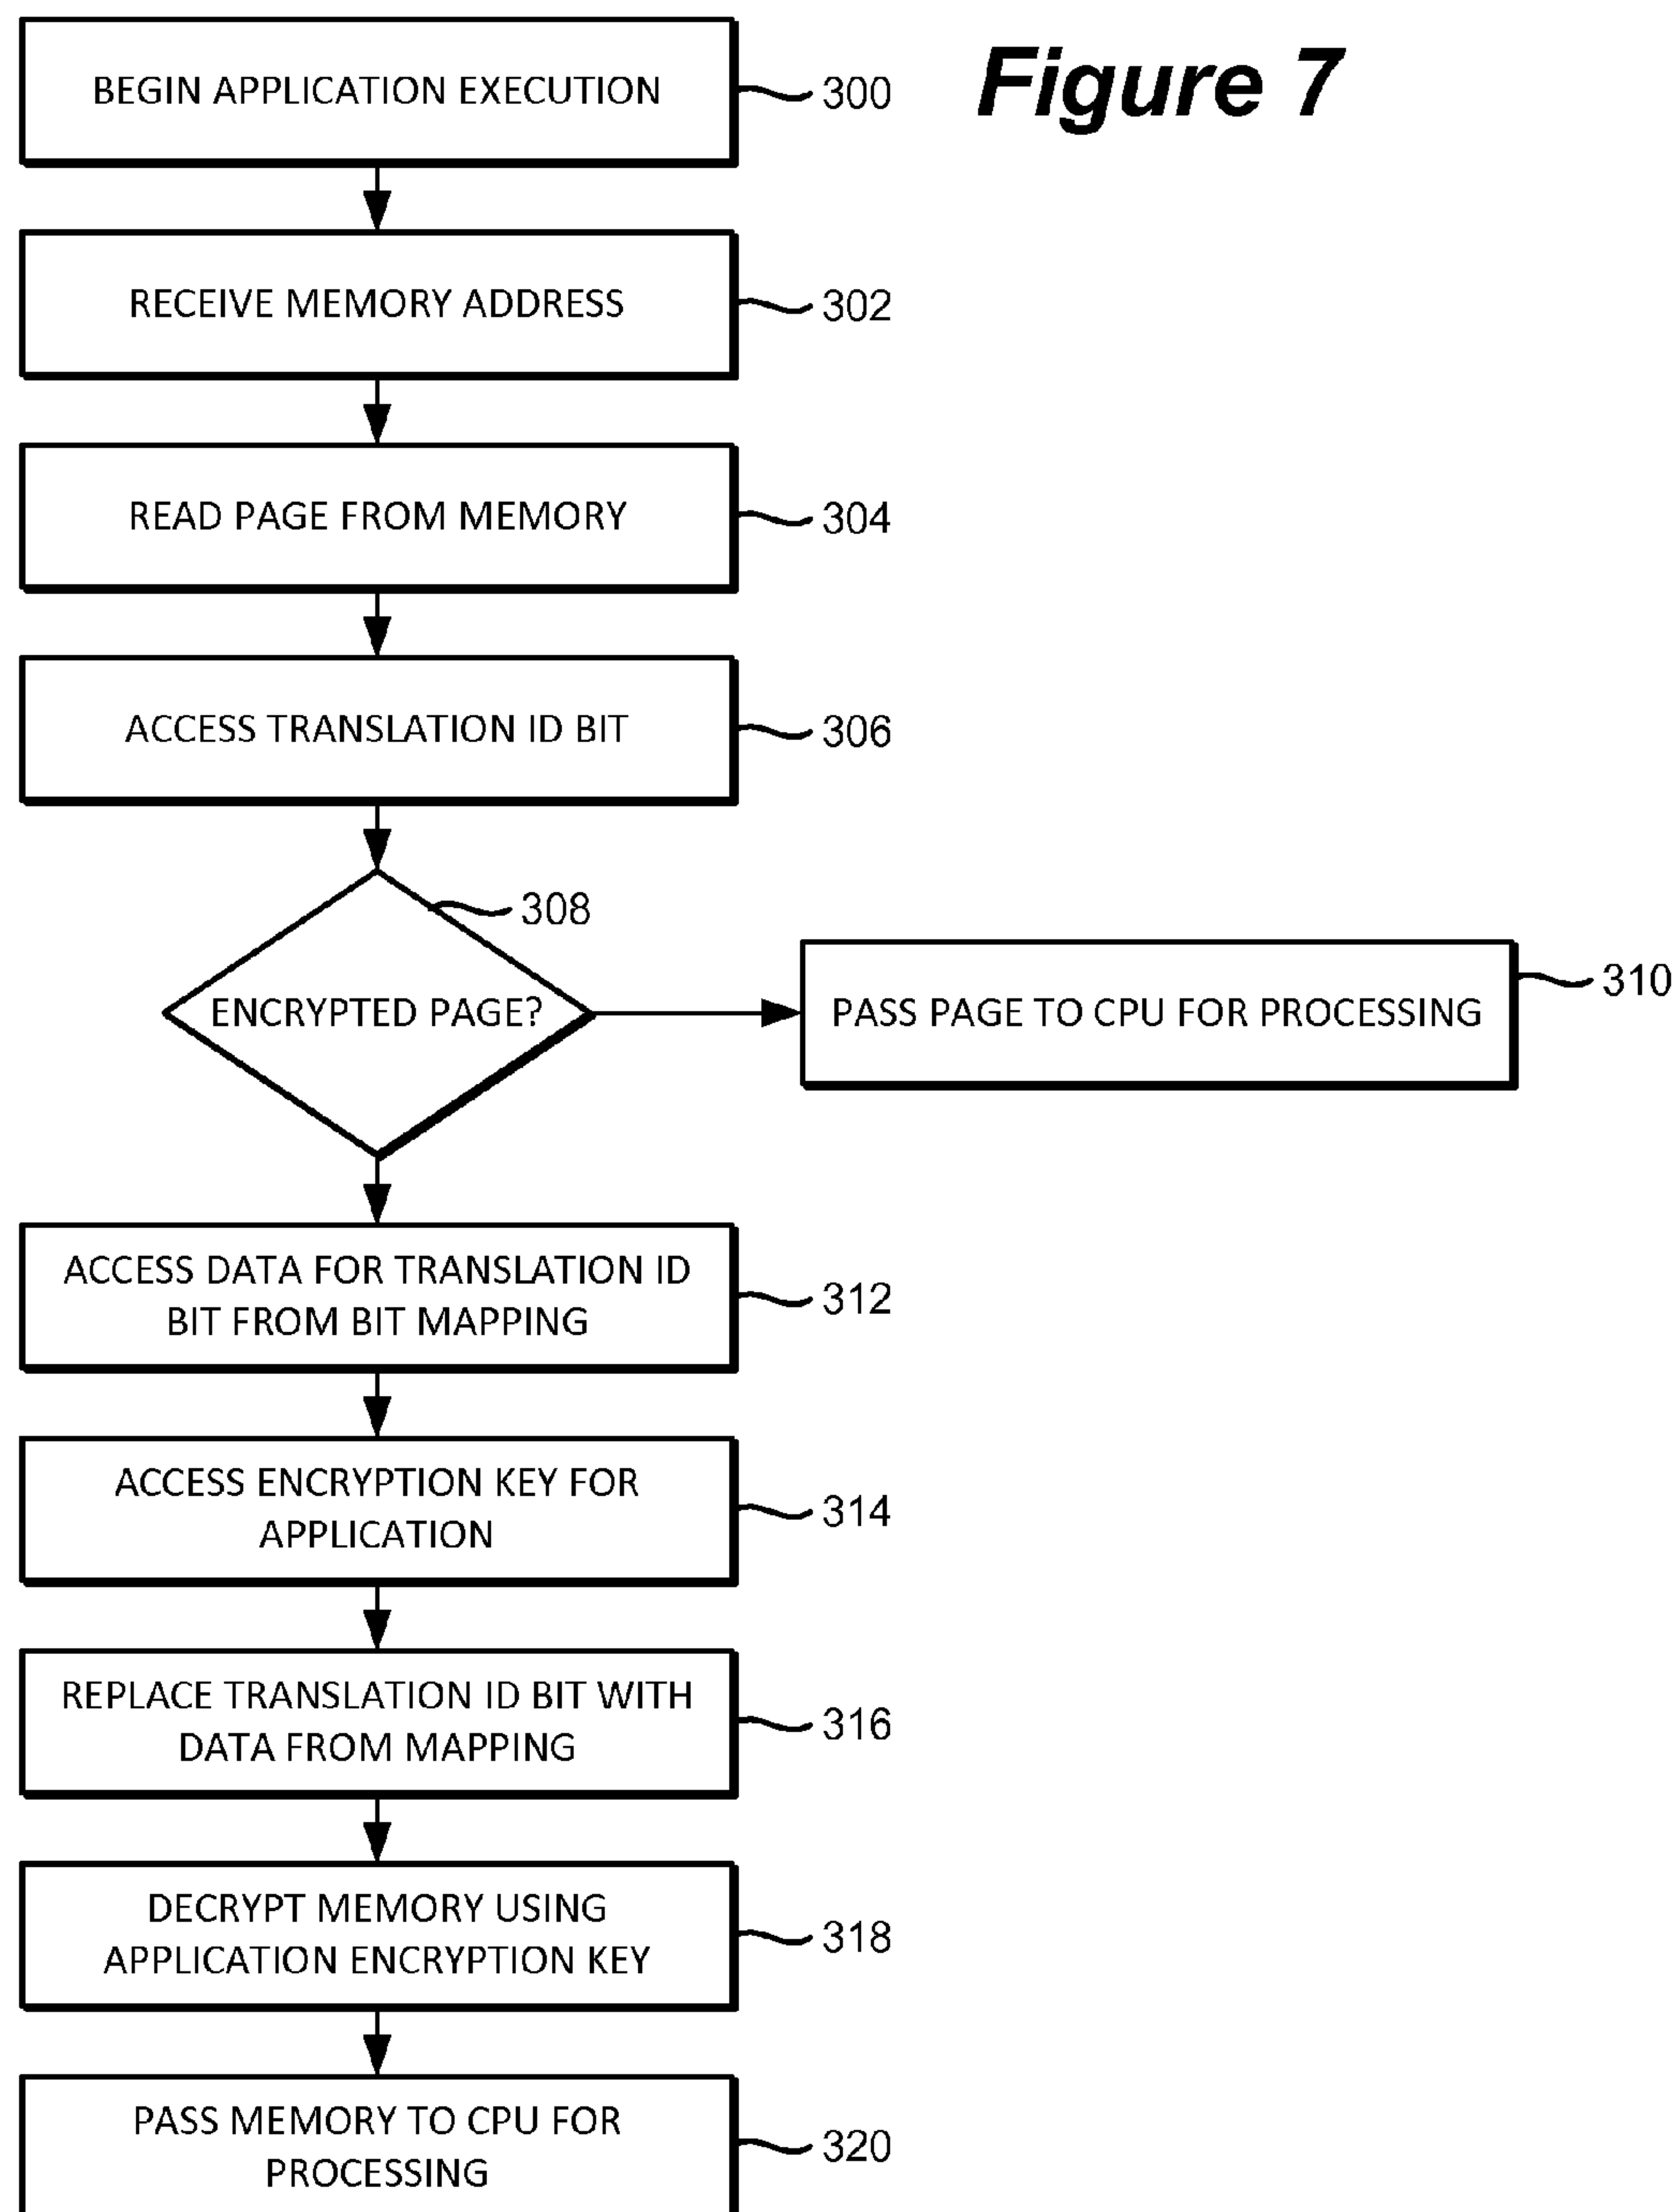 Figure 7
BEGIN APPLICATION EXECUTION
300
RECEIVE MEMORY ADDRESS
302
READ PAGE FROM MEMORY
304
ACCESS TRANSLATION ID BIT
306
308
ENCRYPTED PAGE?
PASS PAGE TO CPU FOR PROCESSING
310
ACCESS DATA FOR TRANSLATION ID
BIT FROM BIT MAPPING
312
ACCESS ENCRYPTION KEY FOR
APPLICATION
314
REPLACE TRANSLATION ID BIT WITH
DATA FROM MAPPING
316
DECRYPT MEMORY USING
APPLICATION ENCRYPTION KEY
318
PASS MEMORY TO CPU FOR
PROCESSING
320